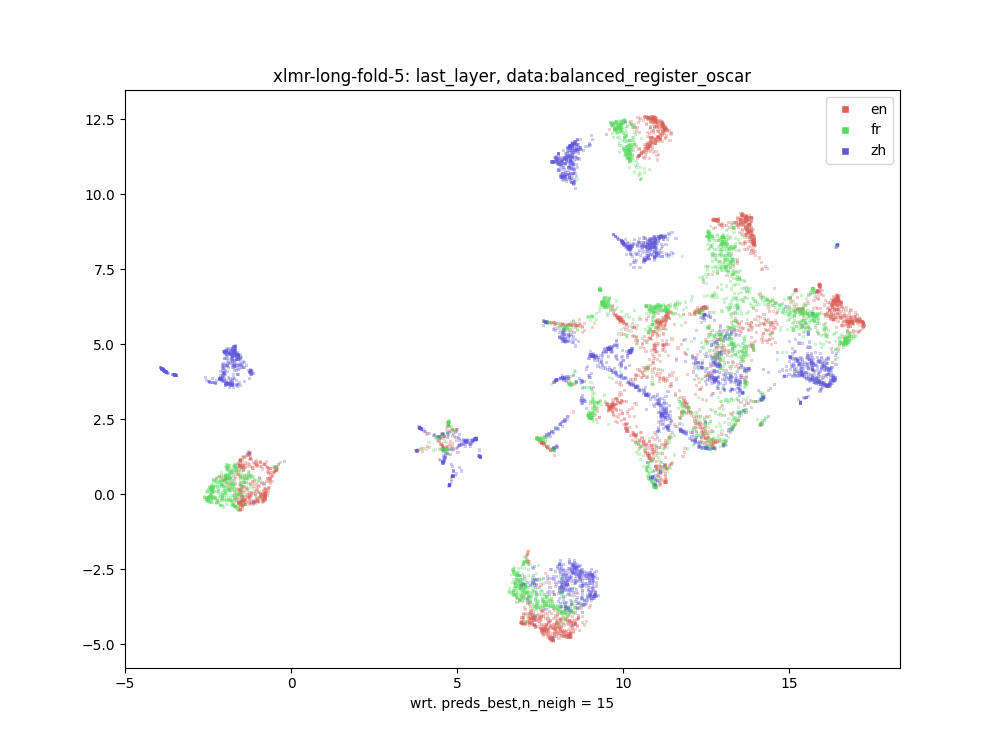 xlmr-long-fold-5: last_layer, data:balanced_register_oscar
en
fr
zh
12.5
10.0
7.5
5.0
2.5
0.0
−2.5
−5.0
−5
0
5
10
15
wrt. preds_best,n_neigh = 15